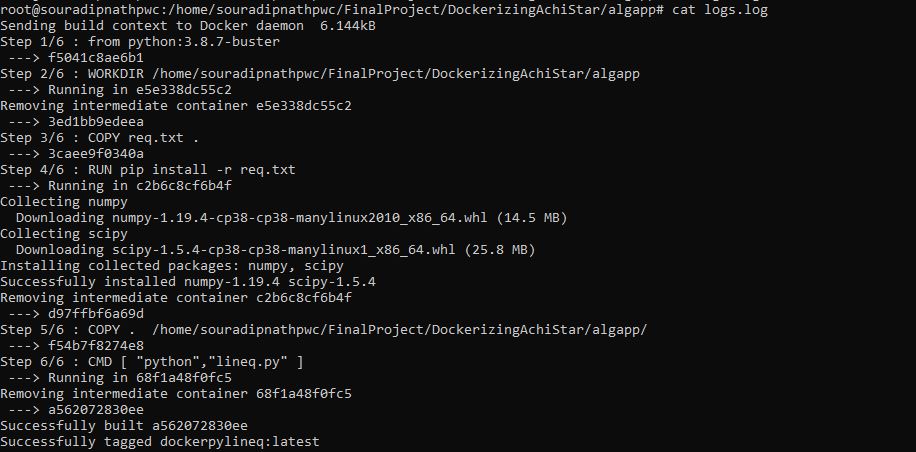 root@souradipnathpwc:/home/souradipnathpwc/FinalProject/DockerizingAchiStar/algapp# cat logs.log
Sending build context to Docker daemon  6.144kB
Step 1/6 : from python:3.8.7-buster
 ---> f5041c8ae6b1
Step 2/6 : WORKDIR /home/souradipnathpwc/FinalProject/DockerizingAchiStar/algapp
 ---> Running in e5e338dc55c2
Removing intermediate container e5e338dc55c2
 ---> 3ed1bb9edeea
Step 3/6 : COPY req.txt .
 ---> 3caee9f0340a
Step 4/6 : RUN pip install -r req.txt
 ---> Running in c2b6c8cf6b4f
Collecting numpy
  Downloading numpy-1.19.4-cp38-cp38-manylinux2010_x86_64.whl (14.5 MB)
Collecting scipy
  Downloading scipy-1.5.4-cp38-cp38-manylinux1_x86_64.whl (25.8 MB)
Installing collected packages: numpy, scipy
Successfully installed numpy-1.19.4 scipy-1.5.4
Removing intermediate container c2b6c8cf6b4f
 ---> d97ffbf6a69d
Step 5/6 : COPY .  /home/souradipnathpwc/FinalProject/DockerizingAchiStar/algapp/
 ---> f54b7f8274e8
Step 6/6 : CMD [ "python","lineq.py" ]
 ---> Running in 68f1a48f0fc5
Removing intermediate container 68f1a48f0fc5
 ---> a562072830ee
Successfully built a562072830ee
Successfully tagged dockerpylineq:latest